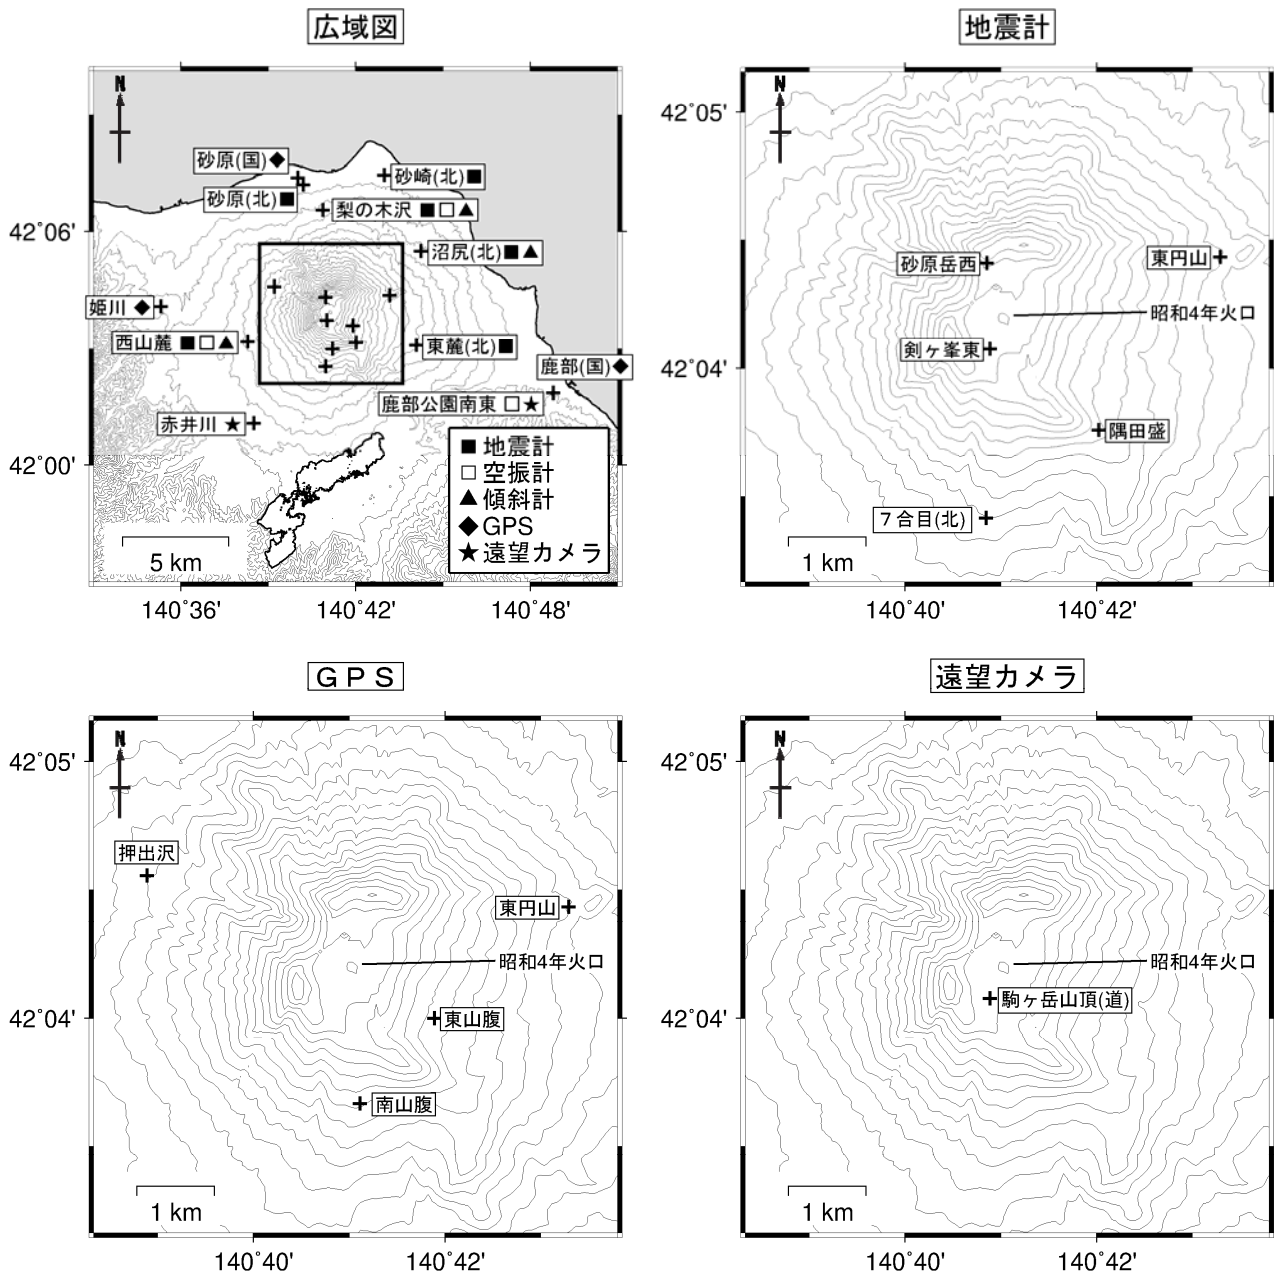 広域図
N
砂原(国)◆
砂原(北)■
砂崎(北)■
梨の木沢 ■□▲
沼尻(北)■▲
姫川◆
西山麓 ■□▲
東麓(北)■
鹿部(国)◆
鹿部公園南東 □★
赤井川★
■地震計
□空振計
▲傾斜計
◆GPS
★遠望カメラ
5 km
42°06'
42°00'
140°36'
140°42'
140°48'
地震計
N
42°05'
42°04'
砂原岳西
東円山
昭和4年火口
剣ヶ峯東
隅田盛
7合目(北)
1 km
140°40'
140°42'
GPS
N
42°05'
42°04'
押出沢
東円山
昭和4年火口
東山腹
南山腹
1 km
140°40'
140°42'
遠望カメラ
N
42°05'
42°04'
昭和4年火口
駒ヶ岳山頂(道)
1 km
140°40'
140°42'